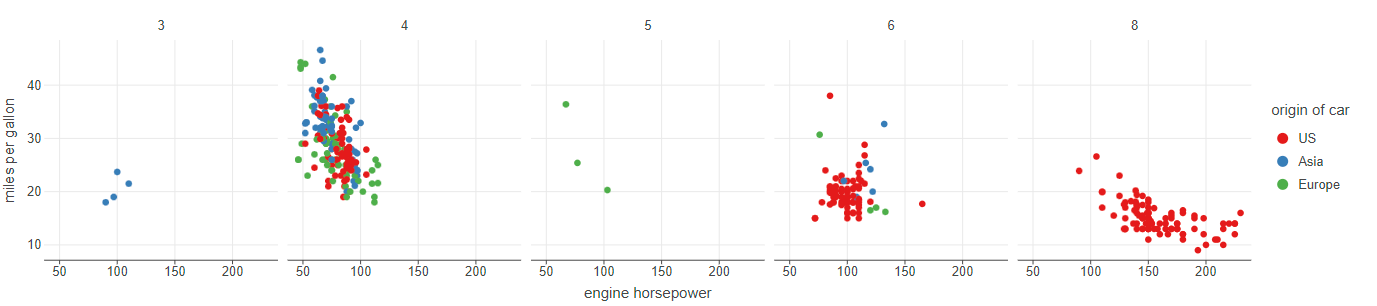 3 4 5 6 8
miles per gallon
40
30
20
10
50 100 150 200 50 100 150 200 50 100 150 200 50 100 150 200 50 100 150 200
engine horsepower
origin of car
US
Asia
Europe